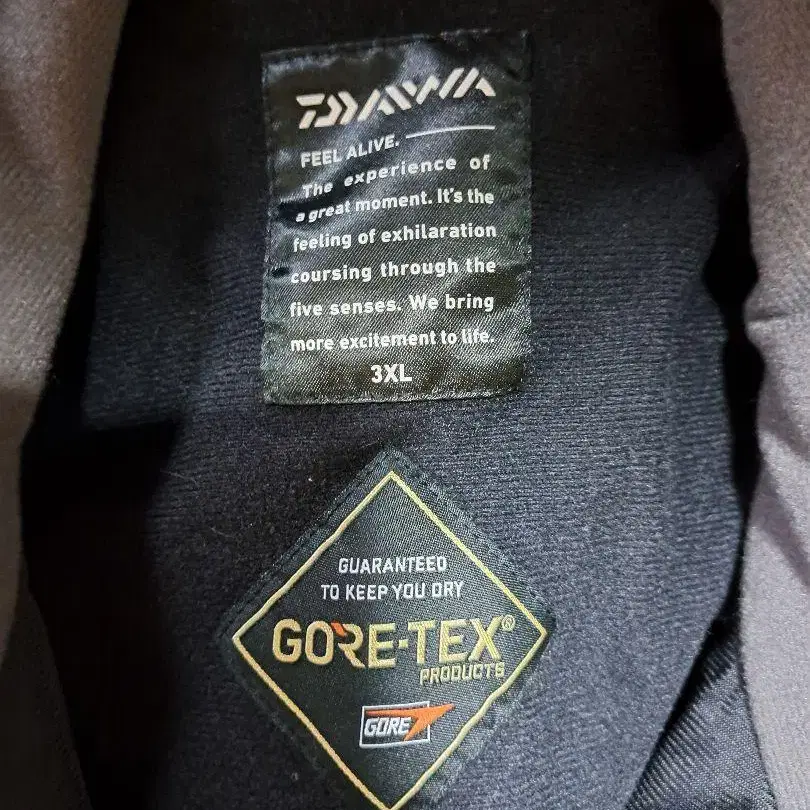 DAIWA
FEEL ALIVE.
The experience of
a great moment. It's the
feeling of exhilaration
coursing through the
five senses. We bring
more excitement to life.
3XL
GUARANTEED
TO KEEP YOU DRY
GORE-TEX®
PRODUCTS
GORE